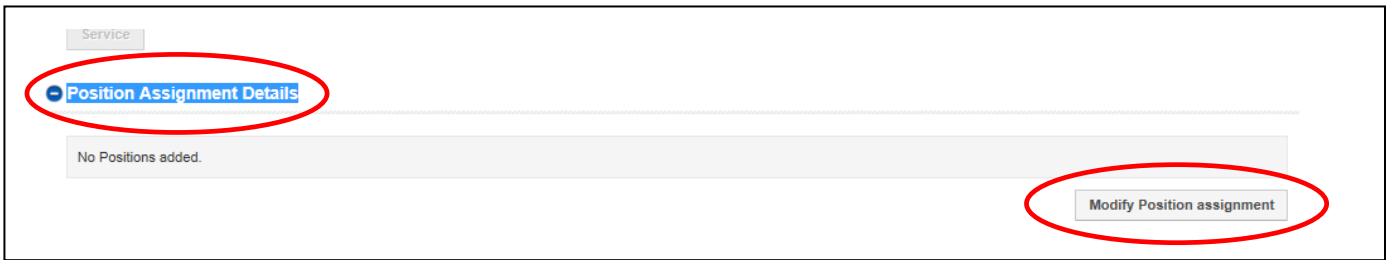 Service
Position Assignment Details
No Positions added.
Modify Position assignment